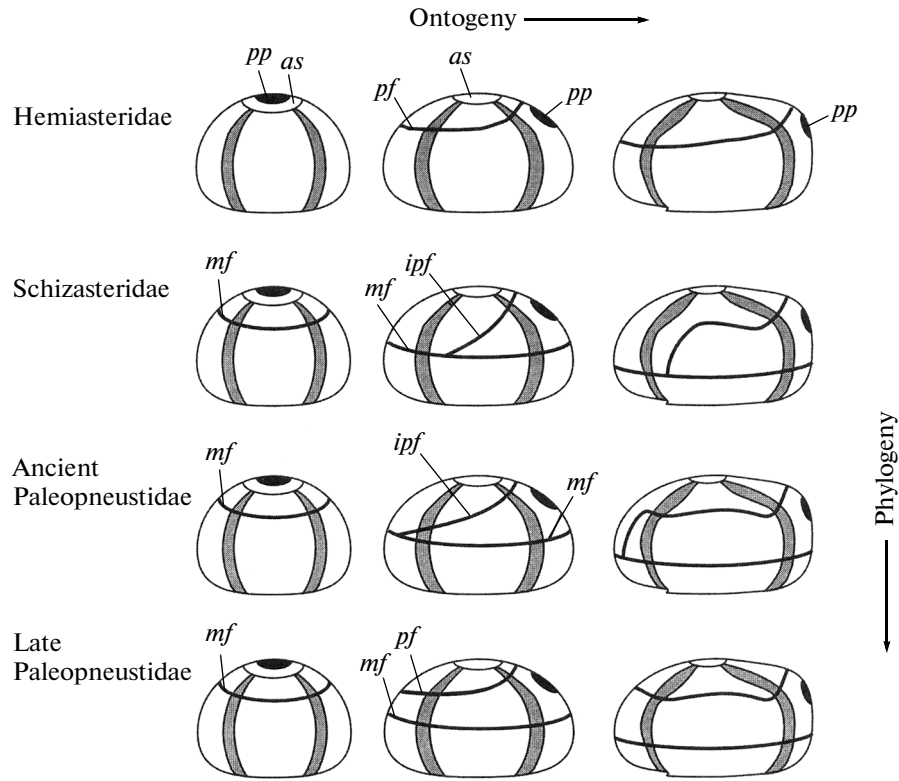 Ontogeny
Hemiasteridae
pp
as
pf
as
pp
pp
Schizasteridae
mf
mf
ipf
Ancient
Paleopneustidae
mf
ipf
mf
Phylogeny
Late
Paleopneustidae
mf
mf
pf